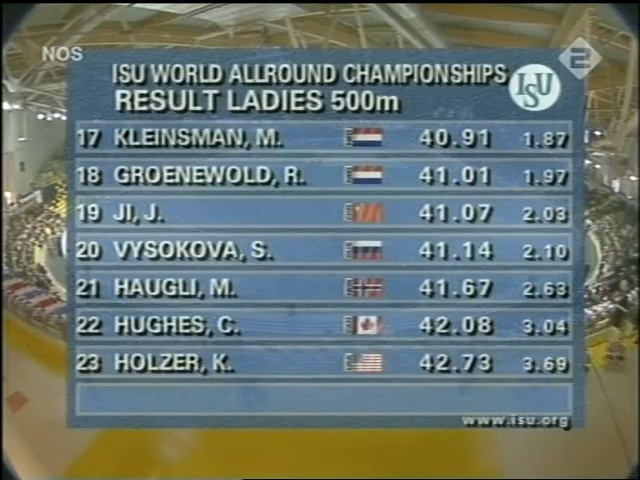 NOS
2
ISU WORLD ALLROUND CHAMPIONSHIPS
ISU
RESULT LADIES 500m
17 KLEINSMAN, M. 40.91 1.87
18 GROENEWOLD, R. 41.01 1.97
19 JI, J. 41.07 2.03
20 VYSOKOVA, S. 41.14 2.10
21 HAUGLI, M. 41.67 2.63
22 HUGHES, C. 42.08 3.04
23 HOLZER, K. 42.73 3.69
www.isu.org